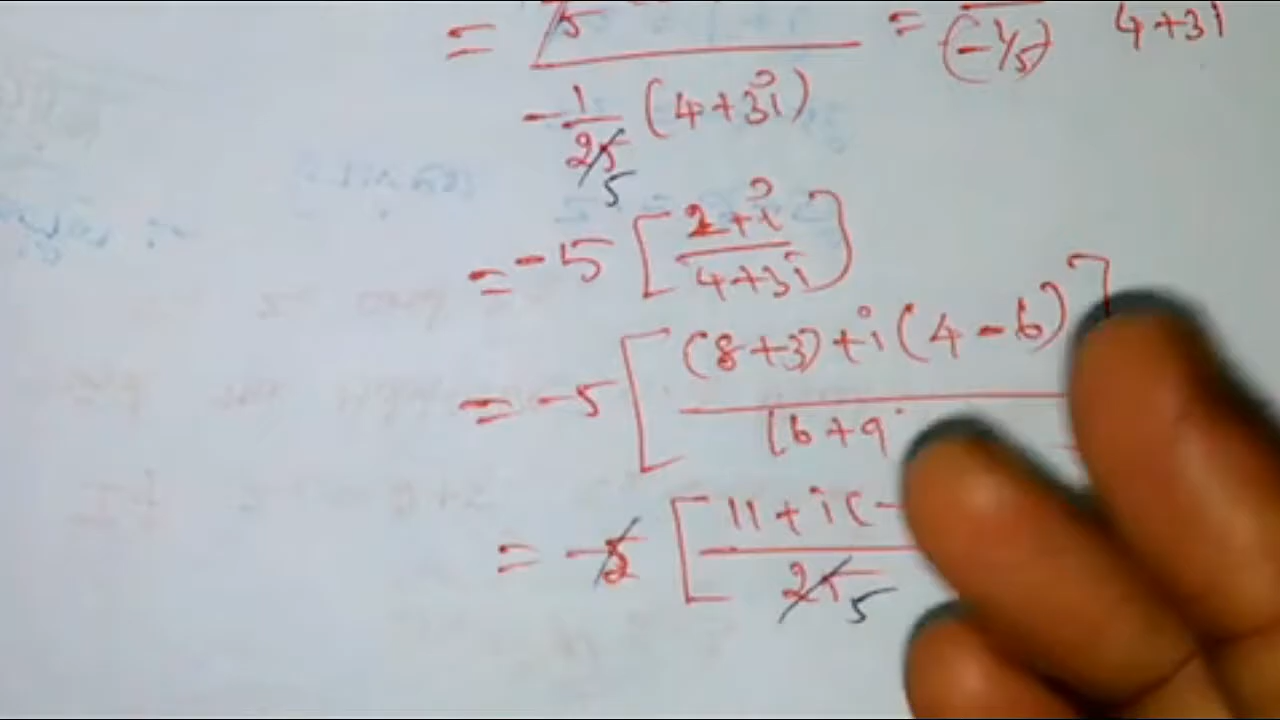 = 5 = (-1/5) 4+3i
-1/25 (4+3i)
5
= -5 [ 2+i / 4+3i ]
= -5 [ (8+3)+i(4-6) / 16+9 ]
= -5 [ 11+i(- / 25 5